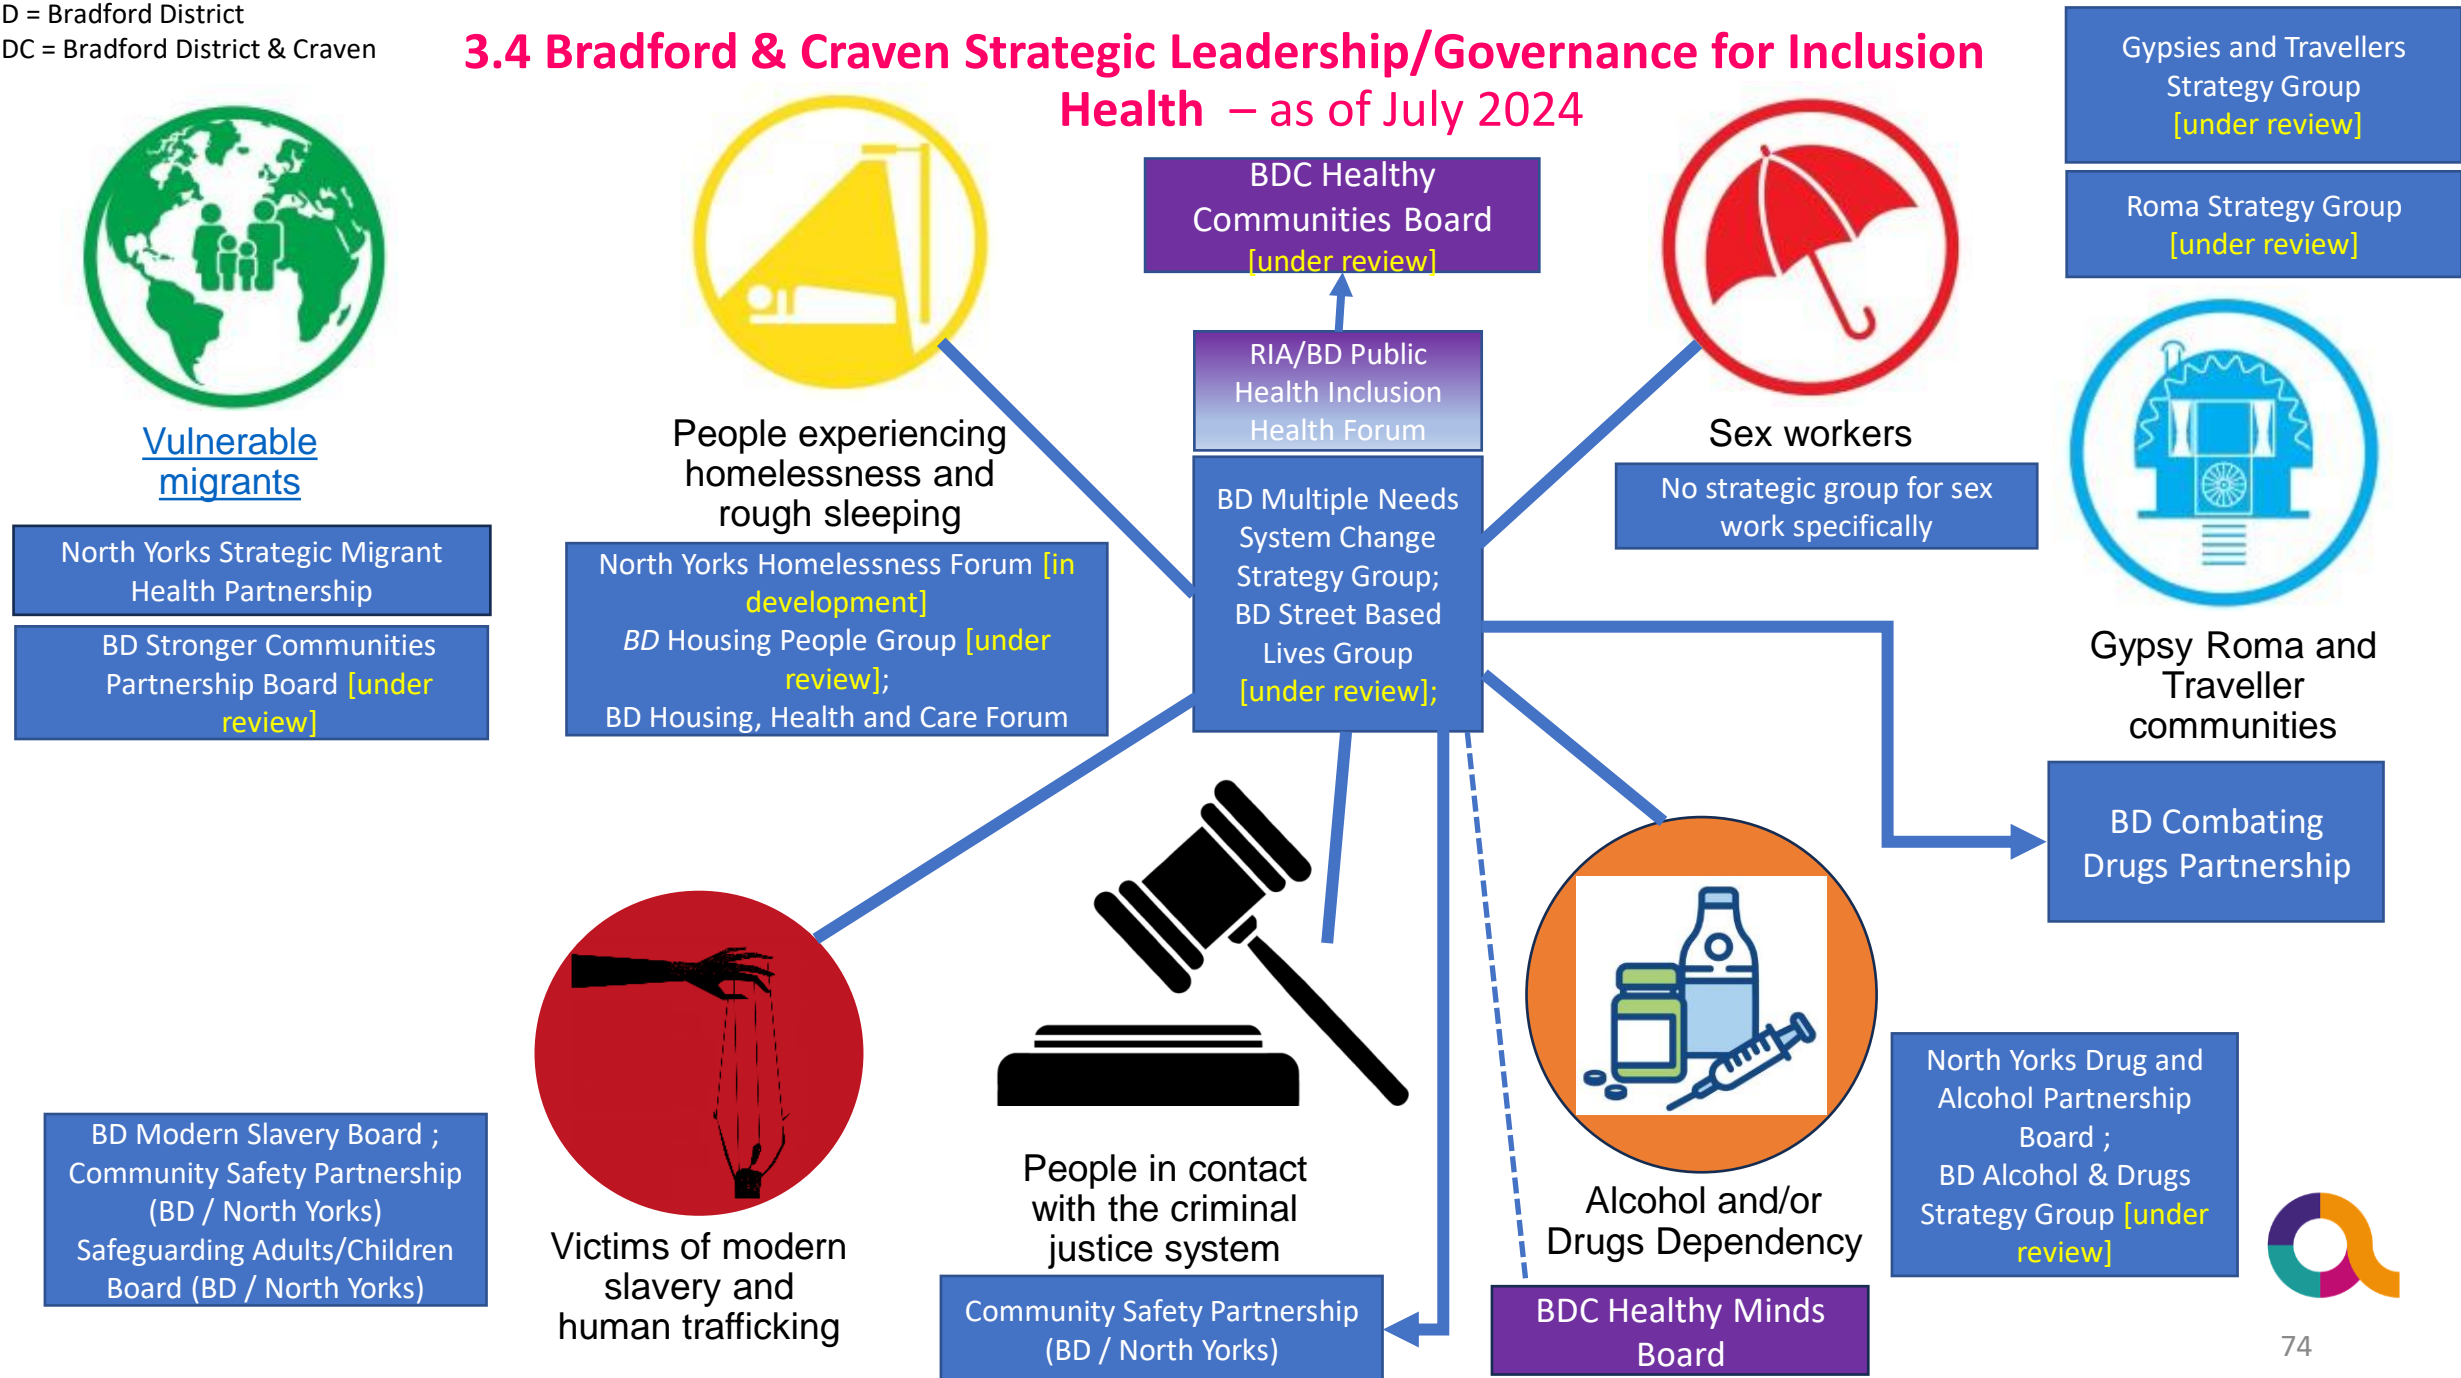 D = Bradford District
DC = Bradford District & Craven
3.4 Bradford & Craven Strategic Leadership/Governance for Inclusion
Health – as of July 2024
Gypsies and Travellers
Strategy Group
[under review]
Roma Strategy Group
[under review]
BDC Healthy
Communities Board
[under review]
RIA/BD Public
Health Inclusion
Health Forum
BD Multiple Needs
System Change
Strategy Group;
BD Street Based
Lives Group
[under review];
Vulnerable
migrants
North Yorks Strategic Migrant
Health Partnership
BD Stronger Communities
Partnership Board [under
review]
People experiencing
homelessness and
rough sleeping
North Yorks Homelessness Forum [in
development]
BD Housing People Group [under
review];
BD Housing, Health and Care Forum
Sex workers
No strategic group for sex
work specifically
Gypsy Roma and
Traveller
communities
BD Combating
Drugs Partnership
BD Modern Slavery Board ;
Community Safety Partnership
(BD / North Yorks)
Safeguarding Adults/Children
Board (BD / North Yorks)
Victims of modern
slavery and
human trafficking
People in contact
with the criminal
justice system
Community Safety Partnership
(BD / North Yorks)
Alcohol and/or
Drugs Dependency
BDC Healthy Minds
Board
North Yorks Drug and
Alcohol Partnership
Board ;
BD Alcohol & Drugs
Strategy Group [under
review]
74